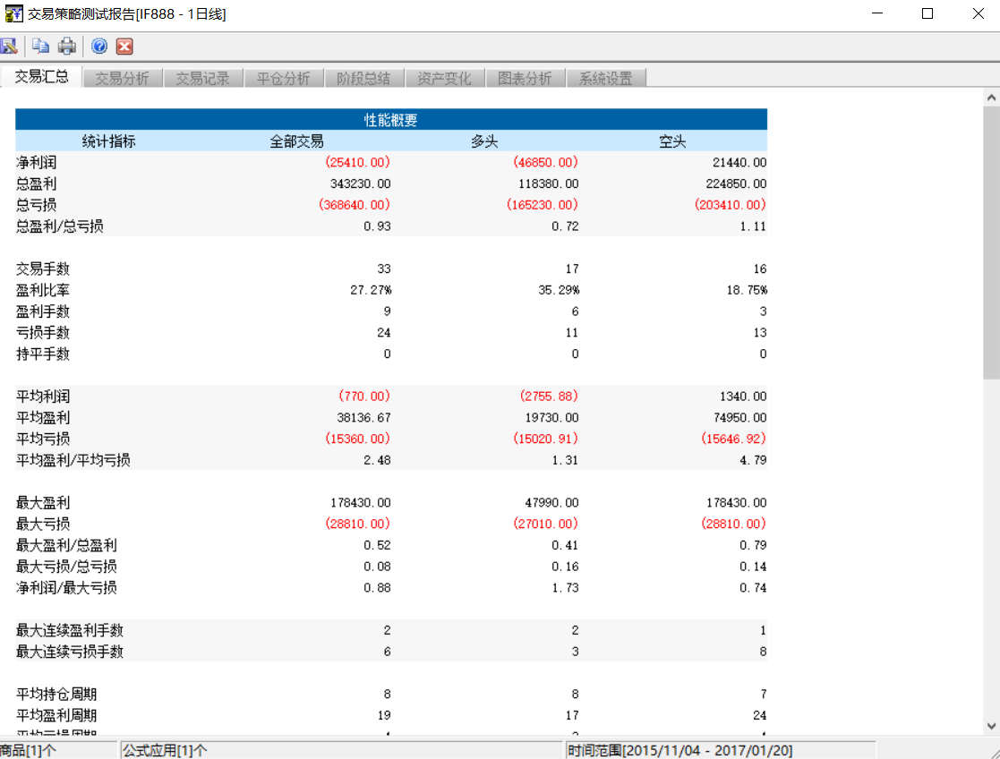 交易策略测试报告[IF888 - 1日线]
交易汇总 交易分析 交易记录 平仓分析 阶段总结 资产变化 图表分析 系统设置
性能概要
统计指标 全部交易 多头 空头
净利润 (25410.00) (46850.00) 21440.00
总盈利 343230.00 118380.00 224850.00
总亏损 (368640.00) (165230.00) (203410.00)
总盈利/总亏损 0.93 0.72 1.11
交易手数 33 17 16
盈利比率 27.27% 35.29% 18.75%
盈利手数 9 6 3
亏损手数 24 11 13
持平手数 0 0 0
平均利润 (770.00) (2755.88) 1340.00
平均盈利 38136.67 19730.00 74950.00
平均亏损 (15360.00) (15020.91) (15646.92)
平均盈利/平均亏损 2.48 1.31 4.79
最大盈利 178430.00 47990.00 178430.00
最大亏损 (28810.00) (27010.00) (28810.00)
最大盈利/总盈利 0.52 0.41 0.79
最大亏损/总亏损 0.08 0.16 0.14
净利润/最大亏损 0.88 1.73 0.74
最大连续盈利手数 2 2 1
最大连续亏损手数 6 3 8
平均持仓周期 8 8 7
平均盈利周期 19 17 24
平均亏损周期
商品[1]个 公式应用[1]个 时间范围[2015/11/04 - 2017/01/20]